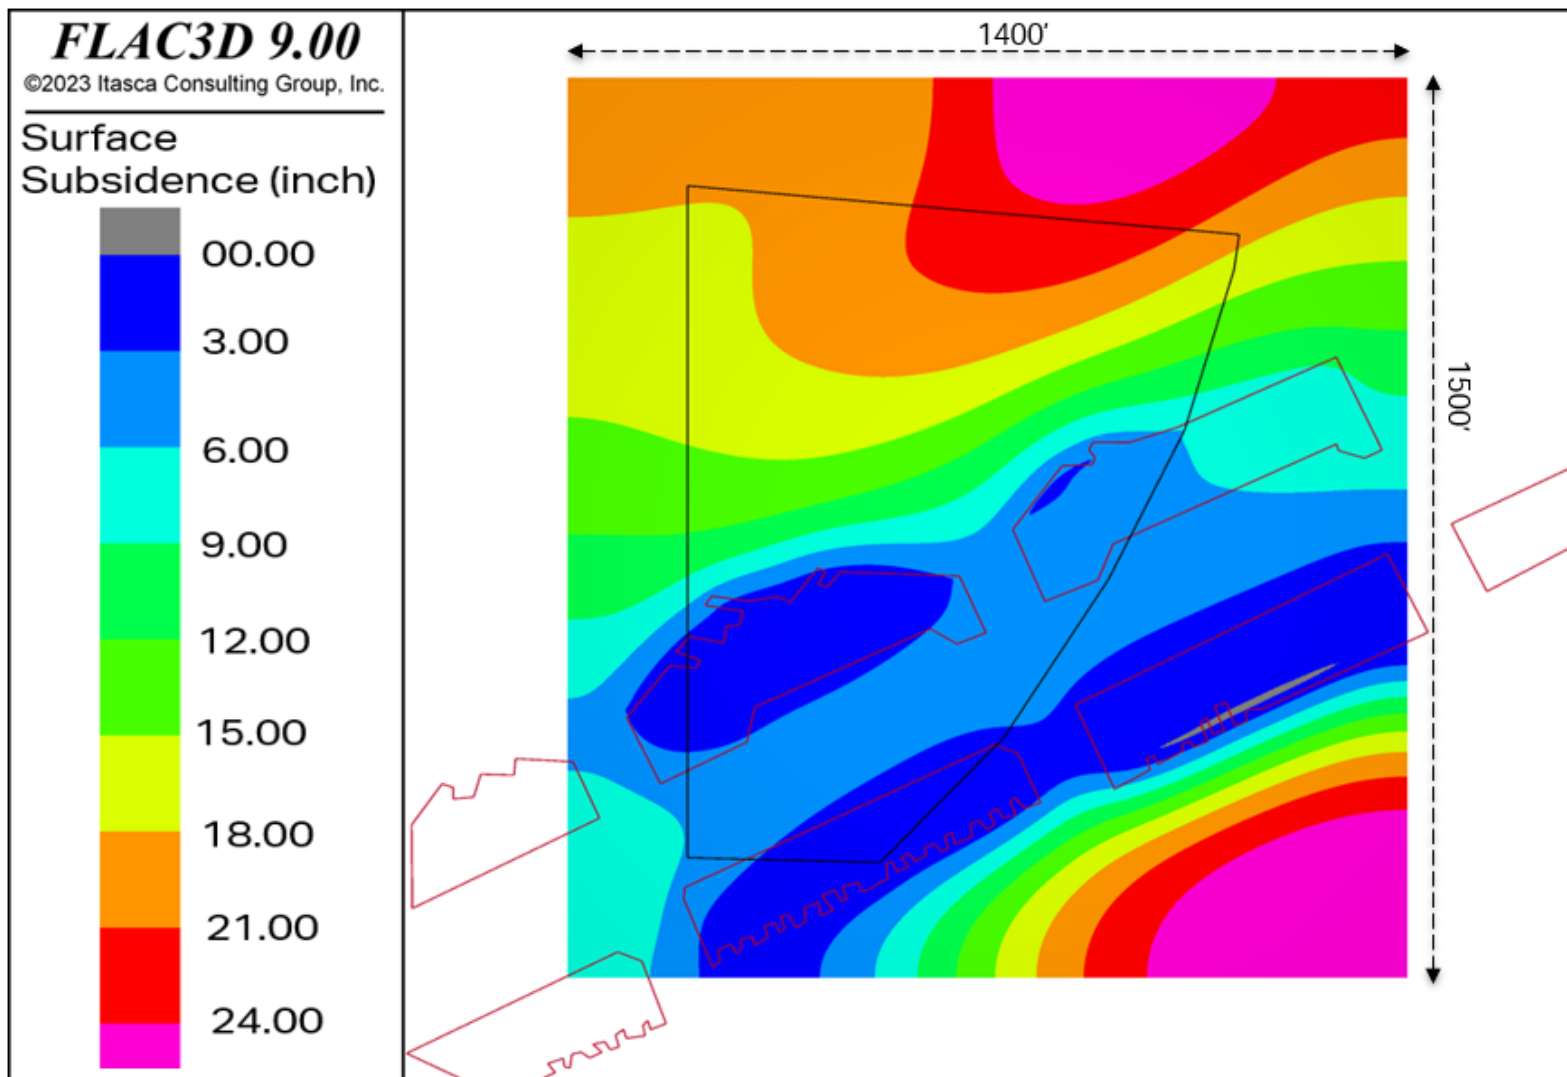 FLAC3D 9.00
©2023 Itasca Consulting Group, Inc.
Surface
Subsidence (inch)
00.00
3.00
6.00
9.00
12.00
15.00
18.00
21.00
24.00
1400'
1500'